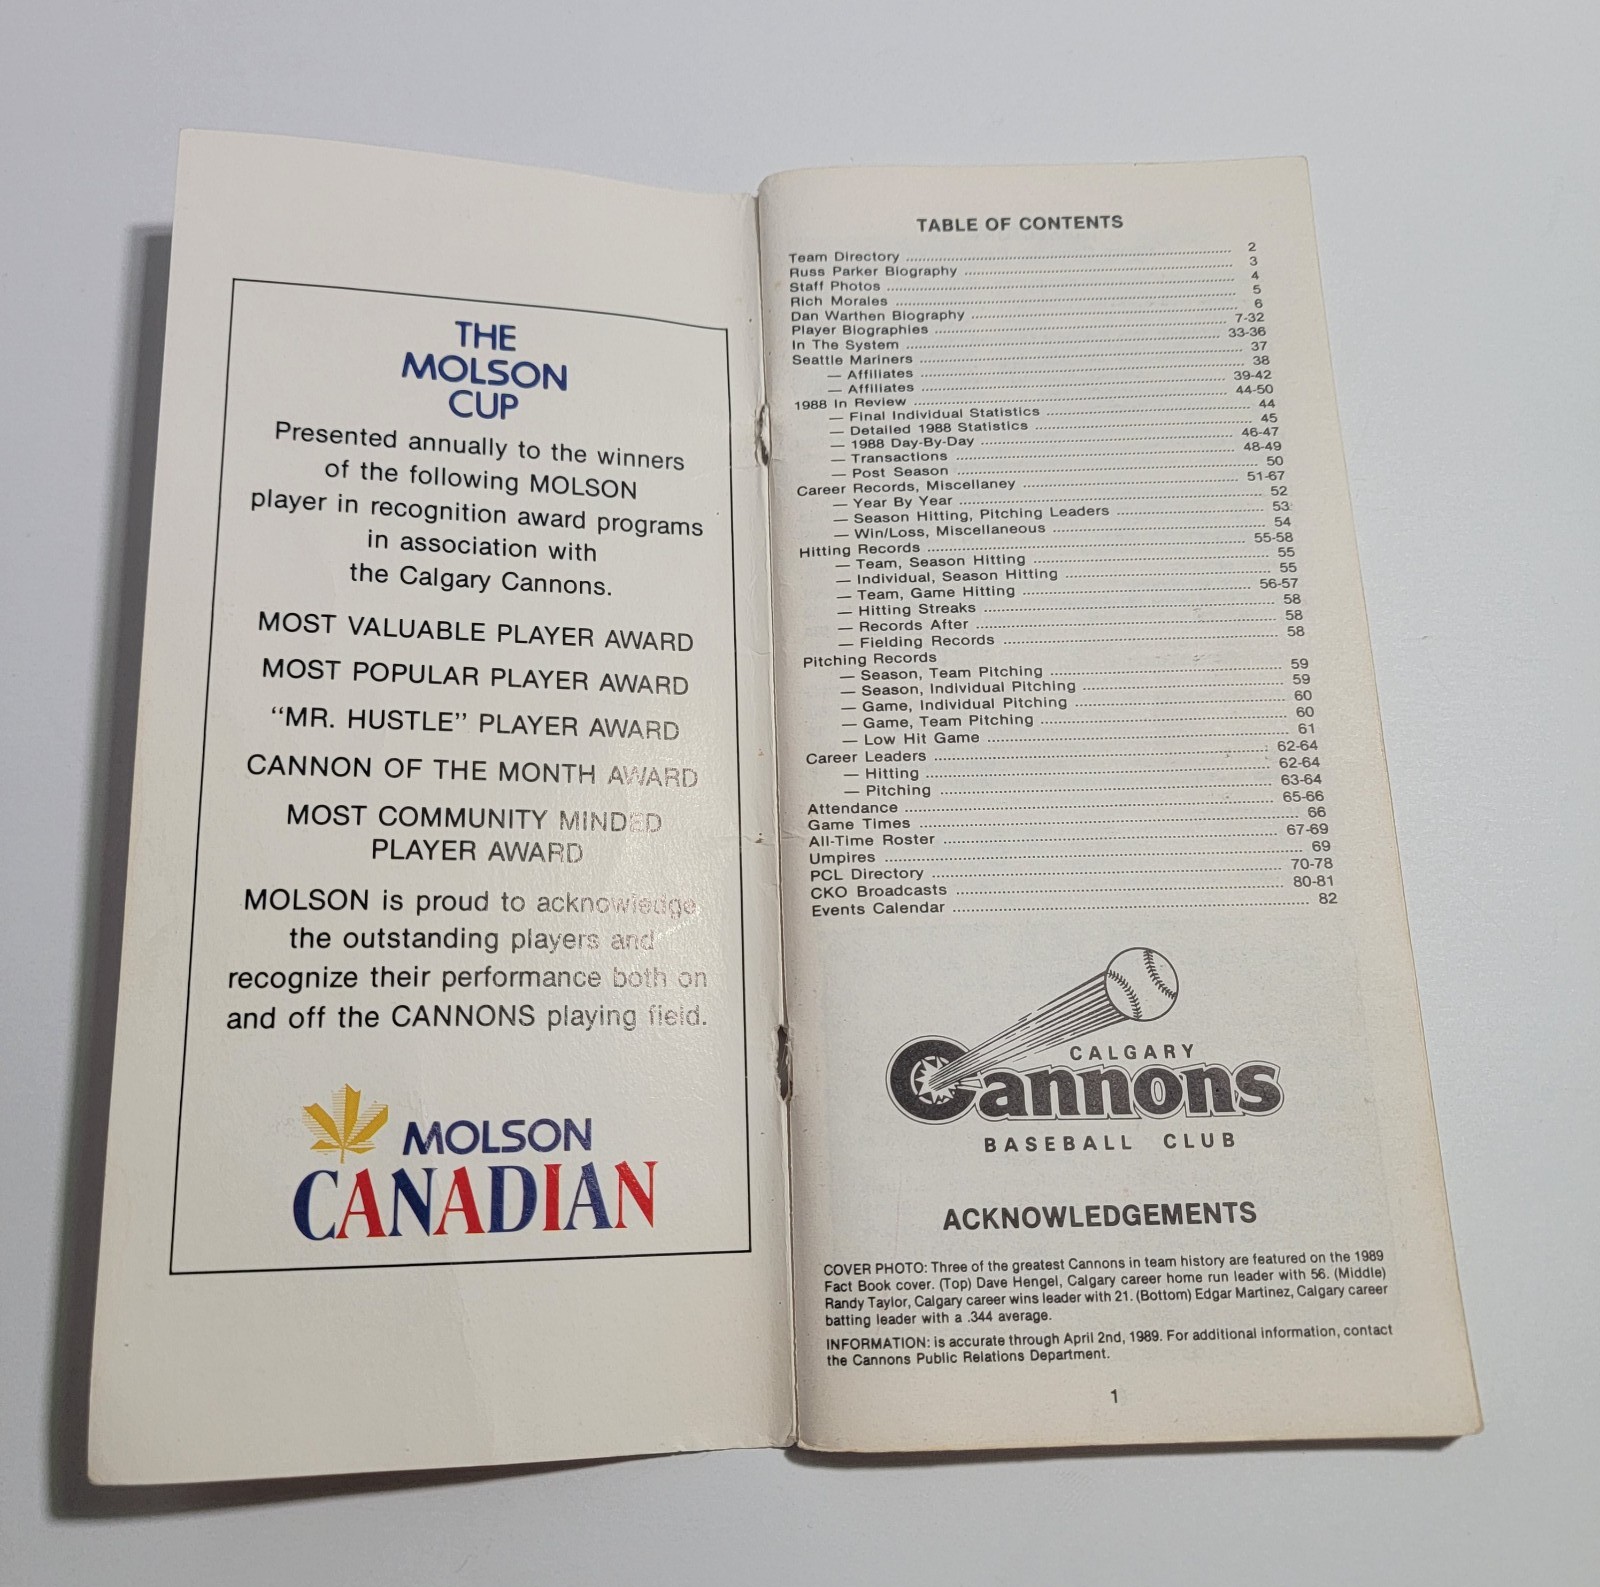 THE
MOLSON
CUP
Presented annually to the winners
of the following MOLSON
player in recognition award programs
in association with
the Calgary Cannons.
MOST VALUABLE PLAYER AWARD
MOST POPULAR PLAYER AWARD
“MR. HUSTLE” PLAYER AWARD
CANNON OF THE MONTH AWARD
MOST COMMUNITY MINDED
PLAYER AWARD
MOLSON is proud to acknowledge
the outstanding players and
recognize their performance both on
and off the CANNONS playing field.
MOLSON
CANADIAN
TABLE OF CONTENTS
Team Directory ........ 2
Russ Parker Biography ........ 3
Staff Photos ........ 4
Rich Morales ........ 5
Dan Warthen Biography ........ 6
Player Biographies ........ 7-32
In The System ........ 33-36
Seattle Mariners ........ 37
— Affiliates ........ 38
— Affiliates ........ 39-42
1988 In Review ........ 44-50
— Final Individual Statistics ........ 44
— Detailed 1988 Statistics ........ 45
— 1988 Day-By-Day ........ 46-47
— Transactions ........ 48-49
— Post Season ........ 50
Career Records, Miscellaney ........ 51-67
— Year By Year ........ 52
— Season Hitting, Pitching Leaders ........ 53
— Win/Loss, Miscellaneous ........ 54
Hitting Records ........ 55-58
— Team, Season Hitting ........ 55
— Individual, Season Hitting ........ 55
— Team, Game Hitting ........ 56-57
— Hitting Streaks ........ 58
— Records After ........ 58
— Fielding Records ........ 58
Pitching Records
— Season, Team Pitching ........ 59
— Season, Individual Pitching ........ 59
— Game, Individual Pitching ........ 60
— Game, Team Pitching ........ 60
— Low Hit Game ........ 61
Career Leaders ........ 62-64
— Hitting ........ 62-64
— Pitching ........ 63-64
Attendance ........ 65-66
Game Times ........ 66
All-Time Roster ........ 67-69
Umpires ........ 69
PCL Directory ........ 70-78
CKO Broadcasts ........ 80-81
Events Calendar ........ 82
CALGARY
Cannons
BASEBALL CLUB
ACKNOWLEDGEMENTS
COVER PHOTO: Three of the greatest Cannons in team history are featured on the 1989
Fact Book cover. (Top) Dave Hengel, Calgary career home run leader with 56. (Middle)
Randy Taylor, Calgary career wins leader with 21. (Bottom) Edgar Martinez, Calgary career
batting leader with a .344 average.
INFORMATION: is accurate through April 2nd, 1989. For additional information, contact
the Cannons Public Relations Department.
1